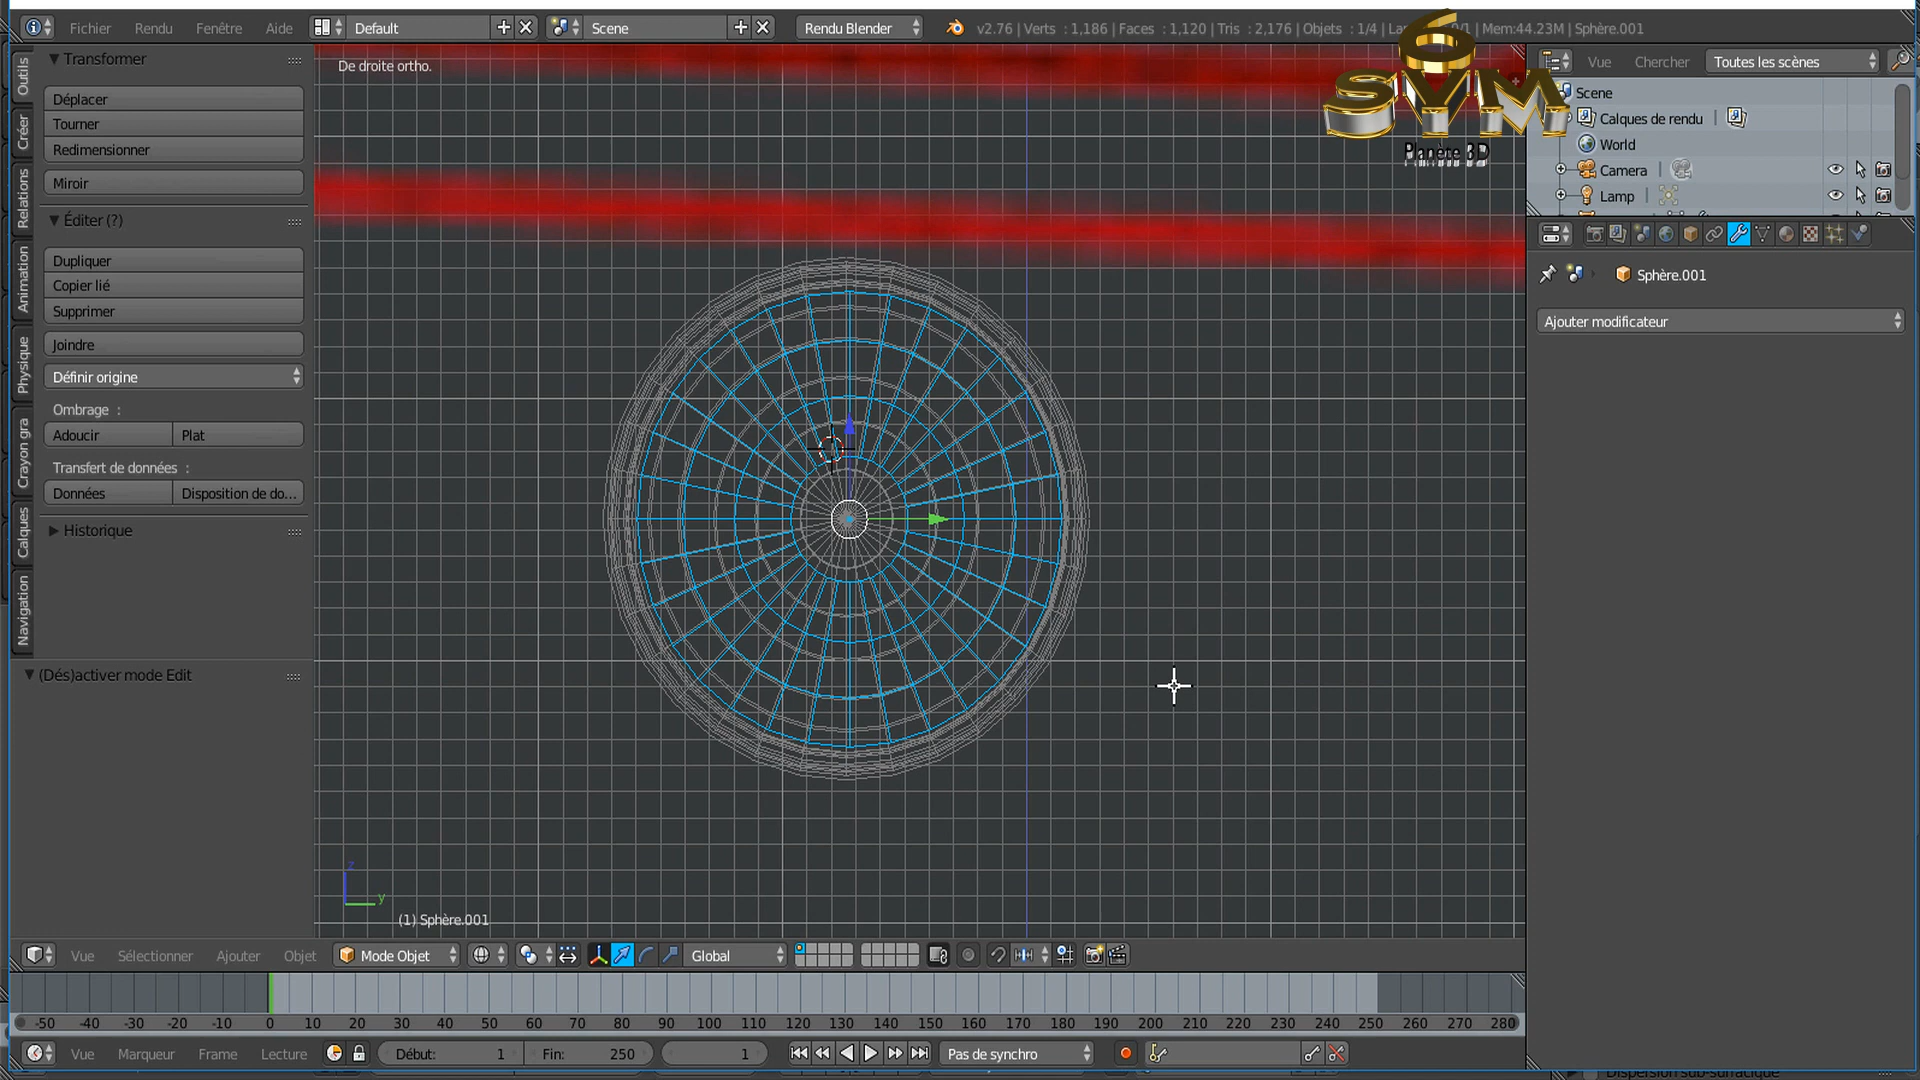 Fichier Rendu Fenêtre Aide Default Scene Rendu Blender v2.76 | Verts : 1,186 | Faces : 1,120 | Tris : 2,176 | Objets : 1/4 | La /1 | Mem:44.23M | Sphère.001
6
SVM
Planète 3D
Outils
Créer
Relations
Animation
Physique
Crayon gra
Calques
Navigation
Transformer
Déplacer
Tourner
Redimensionner
Miroir
Éditer (?)
Dupliquer
Copier lié
Supprimer
Joindre
Définir origine
Ombrage :
Adoucir Plat
Transfert de données :
Données Disposition de do...
Historique
(Dés)activer mode Edit
De droite ortho.
z
y
(1) Sphère.001
Vue Chercher Toutes les scènes
Scene
Calques de rendu
World
Camera
Lamp
Sphère.001
Ajouter modificateur
Vue Sélectionner Ajouter Objet Mode Objet Global
-50 -40 -30 -20 -10 0 10 20 30 40 50 60 70 80 90 100 110 120 130 140 150 160 170 180 190 200 210 220 230 240 250 260 270 280
Vue Marqueur Frame Lecture Début: 1 Fin: 250 1 Pas de synchro